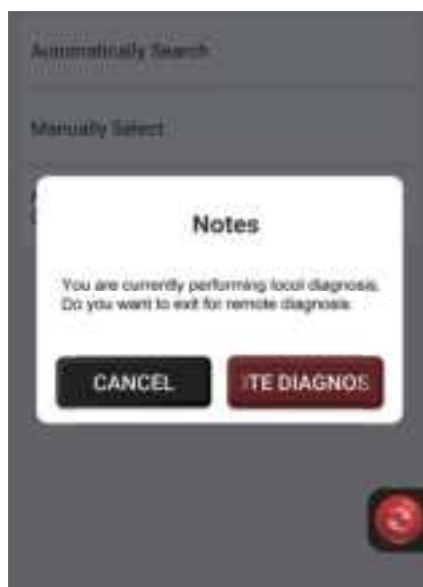 Automatically Search
Manually Select
Notes
You are currently performing local diagnosis.
Do you want to exit for remote diagnosis
CANCEL
TE DIAGNOS